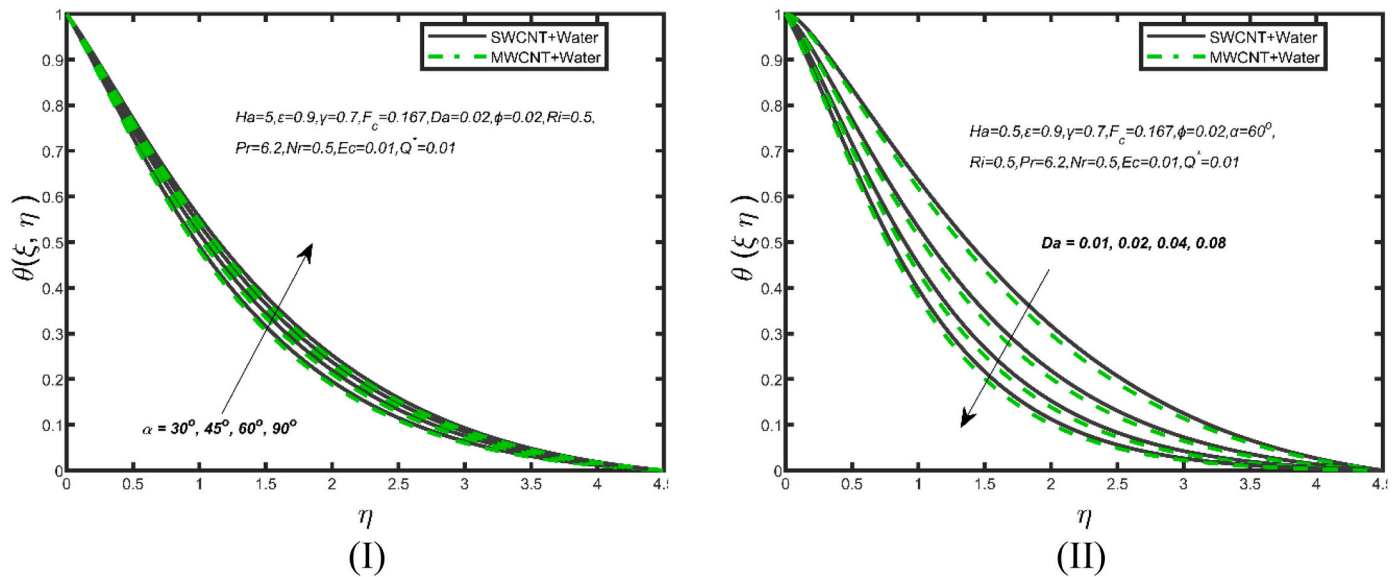 SWCNT+Water
MWCNT+Water
Ha=5,ε=0.9,γ=0.7,F_c=0.167,Da=0.02,ϕ=0.02,Ri=0.5,
Pr=6.2,Nr=0.5,Ec=0.01,Q^*=0.01
α = 30^o, 45^o, 60^o, 90^o
θ(ξ, η )
1
0.9
0.8
0.7
0.6
0.5
0.4
0.3
0.2
0.1
0
0 0.5 1 1.5 2 2.5 3 3.5 4 4.5
η
(I)
SWCNT+Water
MWCNT+Water
Ha=0.5,ε=0.9,γ=0.7,F_c=0.167,ϕ=0.02,α=60^o,
Ri=0.5,Pr=6.2,Nr=0.5,Ec=0.01,Q^*=0.01
Da = 0.01, 0.02, 0.04, 0.08
θ (ξ η )
1
0.9
0.8
0.7
0.6
0.5
0.4
0.3
0.2
0.1
0
0 0.5 1 1.5 2 2.5 3 3.5 4 4.5
η
(II)